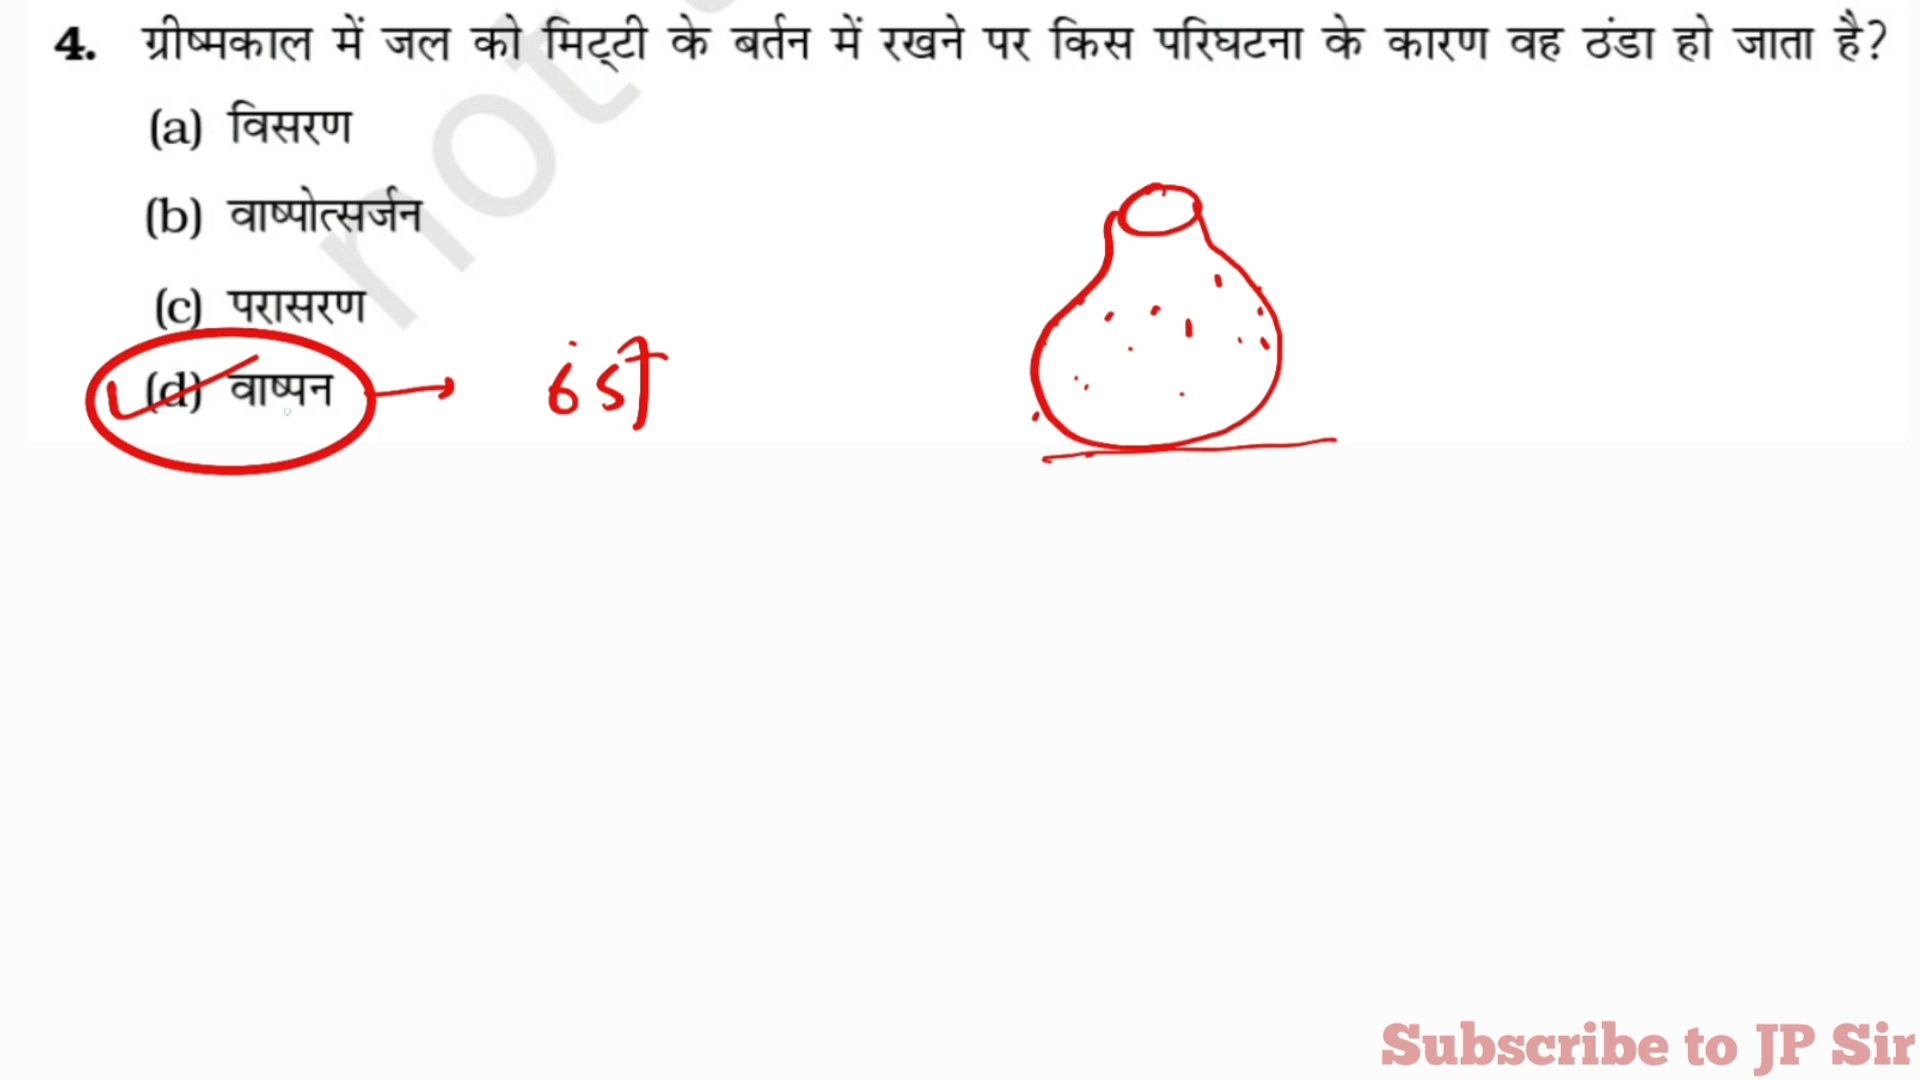 4. ग्रीष्मकाल में जल को मिट्टी के बर्तन में रखने पर किस परिघटना के कारण वह ठंडा हो जाता है?
(a) विसरण
(b) वाष्पोत्सर्जन
(c) परासरण
(d) वाष्पन → ठंडा
not
Subscribe to JP Sir